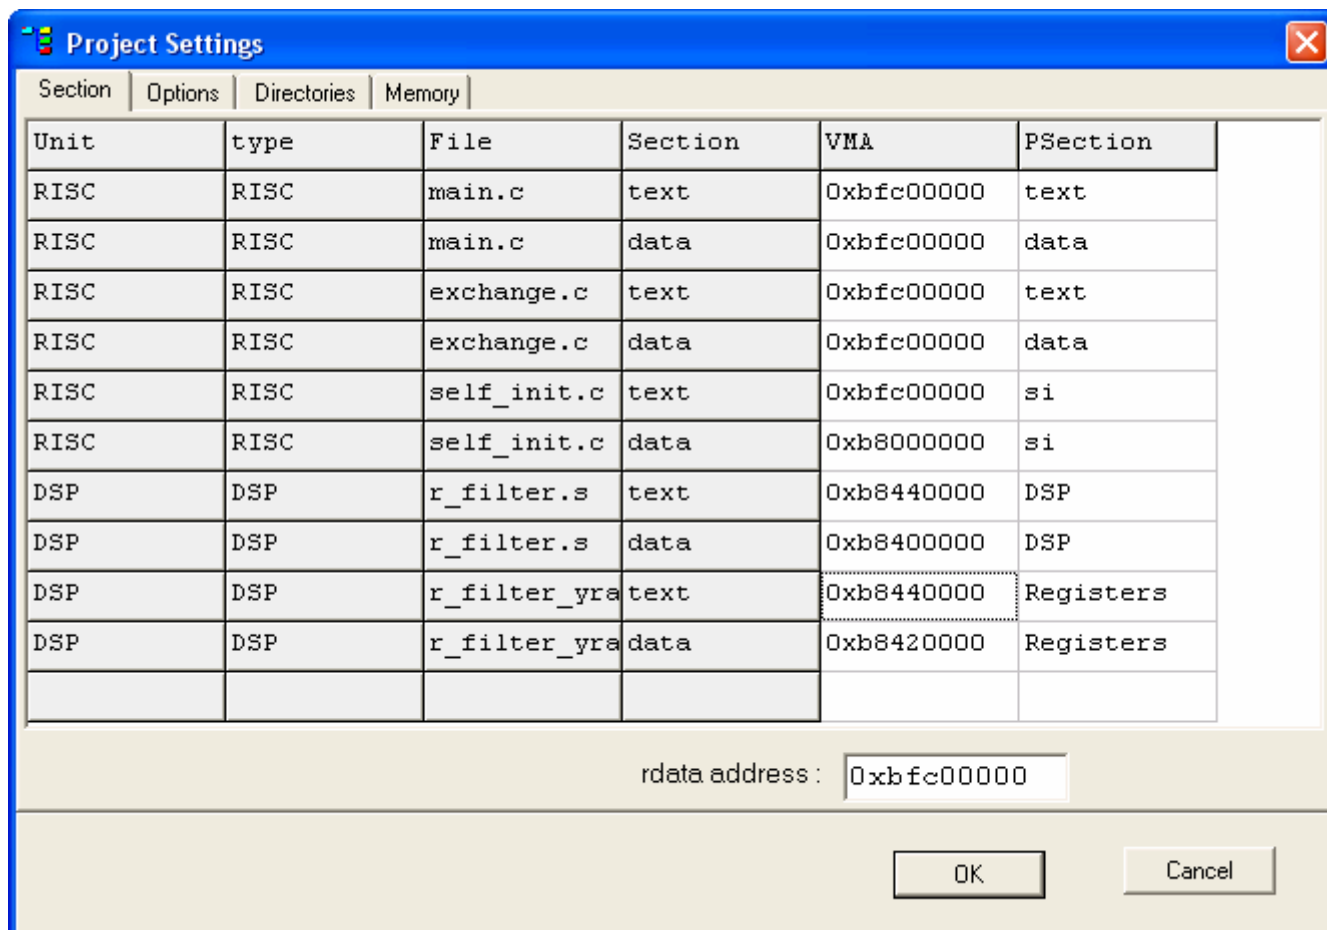 Project Settings
Section Options Directories Memory
Unit type File Section VMA PSection
RISC RISC main.c text 0xbfc00000 text
RISC RISC main.c data 0xbfc00000 data
RISC RISC exchange.c text 0xbfc00000 text
RISC RISC exchange.c data 0xbfc00000 data
RISC RISC self_init.c text 0xbfc00000 si
RISC RISC self_init.c data 0xb8000000 si
DSP DSP r_filter.s text 0xb8440000 DSP
DSP DSP r_filter.s data 0xb8400000 DSP
DSP DSP r_filter_yra text 0xb8440000 Registers
DSP DSP r_filter_yra data 0xb8420000 Registers
rdata address : 0xbfc00000
OK Cancel